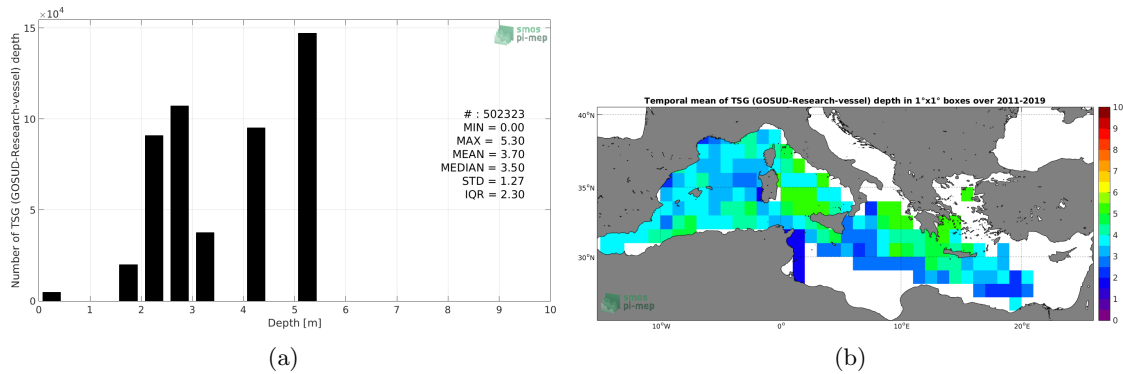 ×10⁴
15
10
5
0
Number of TSG (GOSUD-Research-vessel) depth
smos
pi-mep
# : 502323
MIN = 0.00
MAX = 5.30
MEAN = 3.70
MEDIAN = 3.50
STD = 1.27
IQR = 2.30
0 1 2 3 4 5 6 7 8 9 10
Depth [m]
(a)
Temporal mean of TSG (GOSUD-Research-vessel) depth in 1°x1° boxes over 2011-2019
40°N
35°N
30°N
10°W 0° 10°E 20°E
smos
pi-mep
10
9
8
7
6
5
4
3
2
1
0
(b)